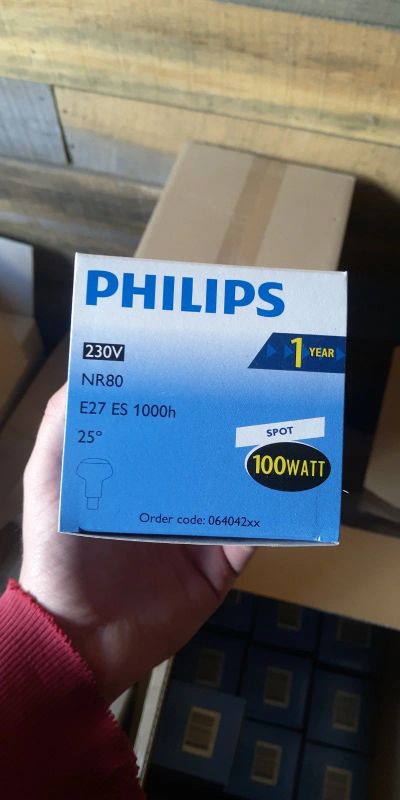 PHILIPS
230V
1 YEAR
NR80
E27 ES 1000h
25°
SPOT
100WATT
Order code: 064042xx